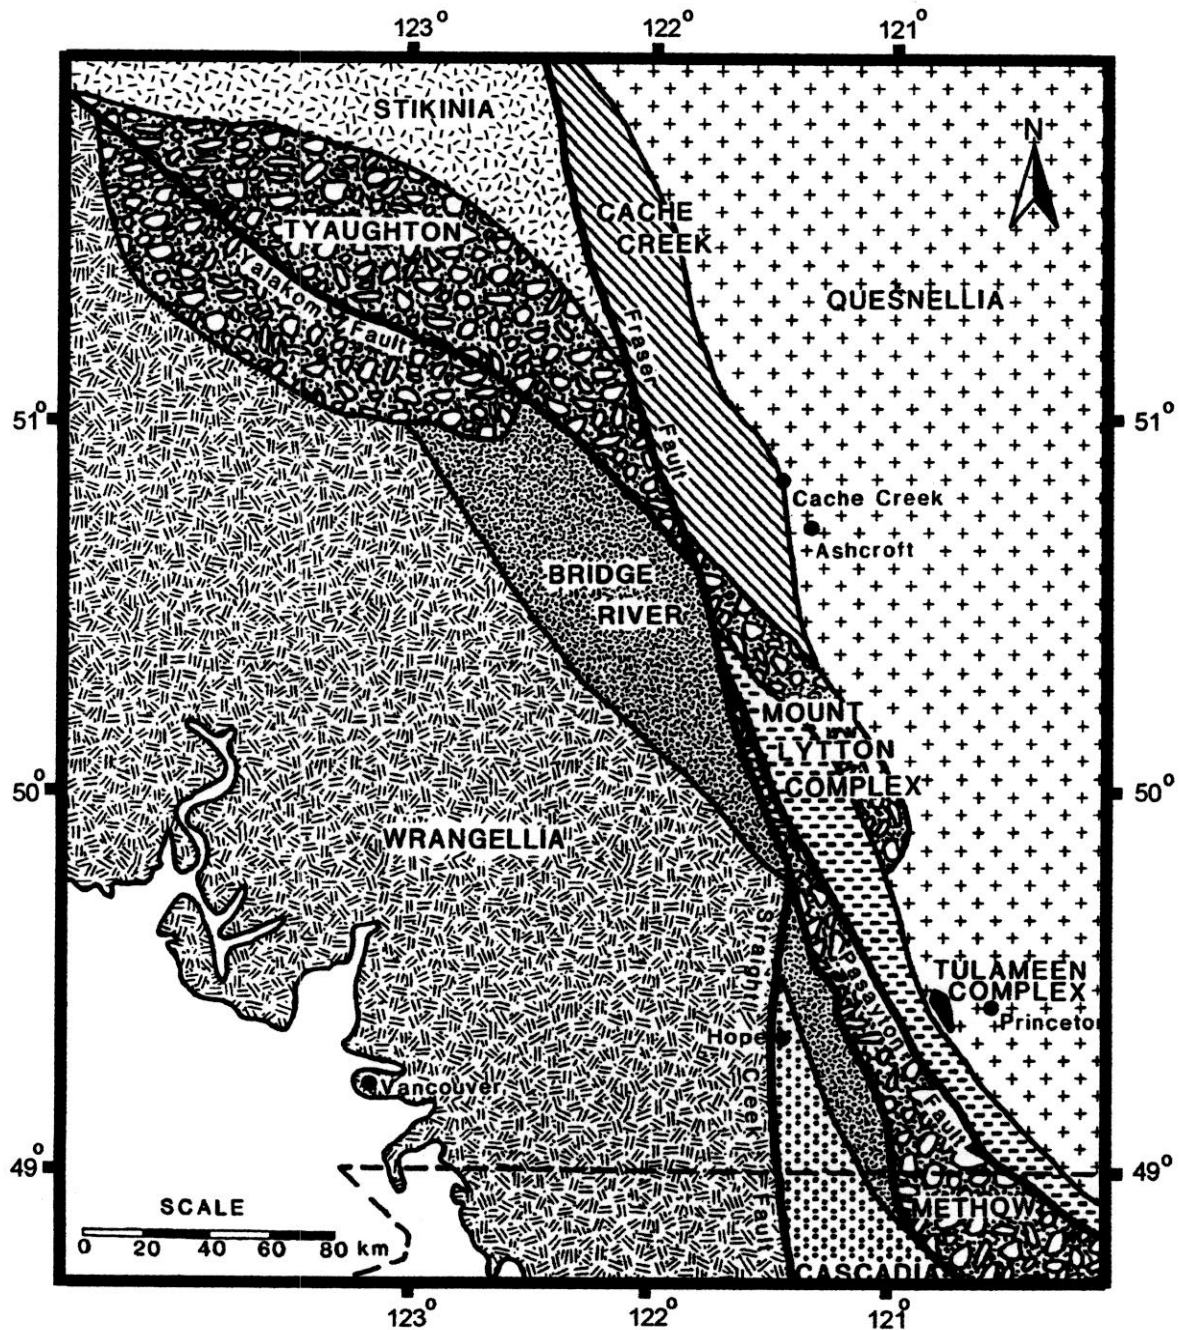 123° 122° 121°
STIKINIA
N
CACHE
CREEK
TYAUGHTON
QUESNELLIA
Yalakom Fault
Fraser Fault
51° 51°
Cache Creek
Ashcroft
BRIDGE
RIVER
MOUNT
LYTTON
COMPLEX
50° 50°
WRANGELLIA
Straight Creek Fault
Pasayton Fault
TULAMEEN
COMPLEX
Princeton
Hope
Vancouver
49° 49°
SCALE
0 20 40 60 80 km
METHOW
CASCADIA
123° 122° 121°